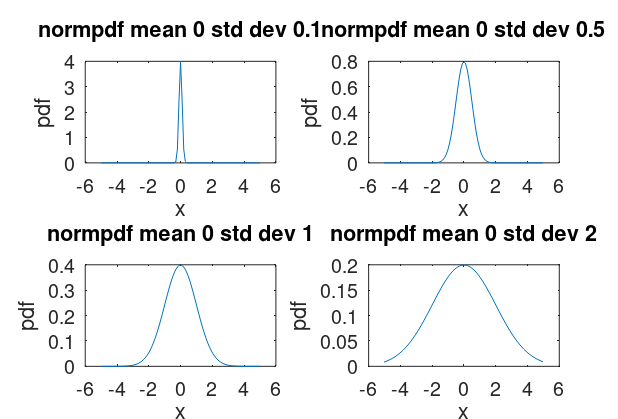 normpdf mean 0 std dev 0.1
4
3
2
1
0
pdf
-6 -4 -2 0 2 4 6
x
normpdf mean 0 std dev 0.5
0.8
0.6
0.4
0.2
0
pdf
-6 -4 -2 0 2 4 6
x
normpdf mean 0 std dev 1
0.4
0.3
0.2
0.1
0
pdf
-6 -4 -2 0 2 4 6
x
normpdf mean 0 std dev 2
0.2
0.15
0.1
0.05
0
pdf
-6 -4 -2 0 2 4 6
x